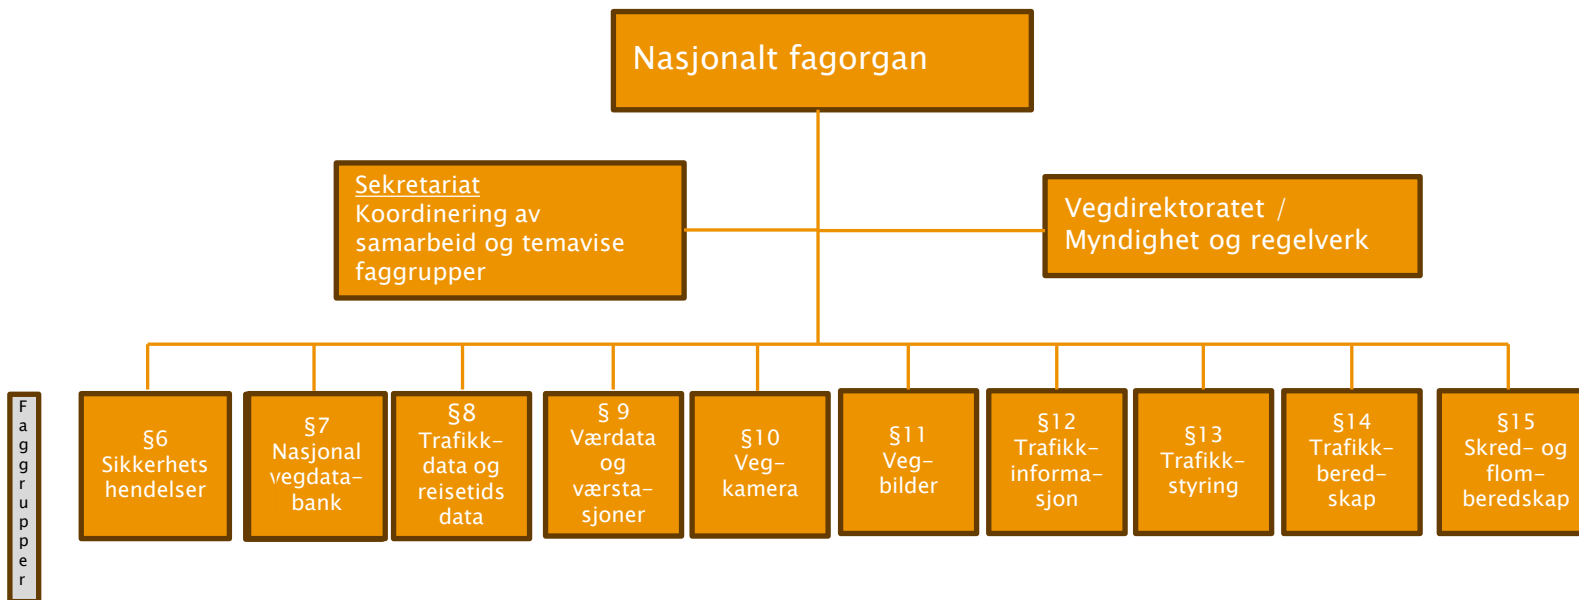 Nasjonalt fagorgan
Sekretariat
Koordinering av
samarbeid og temavise
faggrupper
Vegdirektoratet /
Myndighet og regelverk
Faggrupper
§6
Sikkerhets
hendelser
§7
Nasjonal
vegdata-
bank
§8
Trafikk-
data og
reisetids
data
§ 9
Værdata
og
værsta-
sjoner
§10
Veg-
kamera
§11
Veg-
bilder
§12
Trafikk-
informa-
sjon
§13
Trafikk-
styring
§14
Trafikk-
bered-
skap
§15
Skred- og
flom-
beredskap